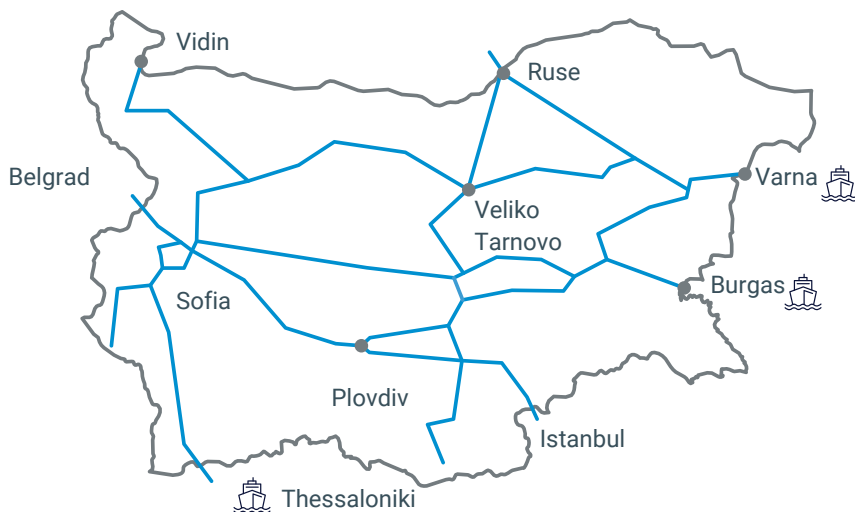 Vidin
Ruse
Belgrad
Varna
Veliko
Tarnovo
Burgas
Sofia
Plovdiv
Istanbul
Thessaloniki